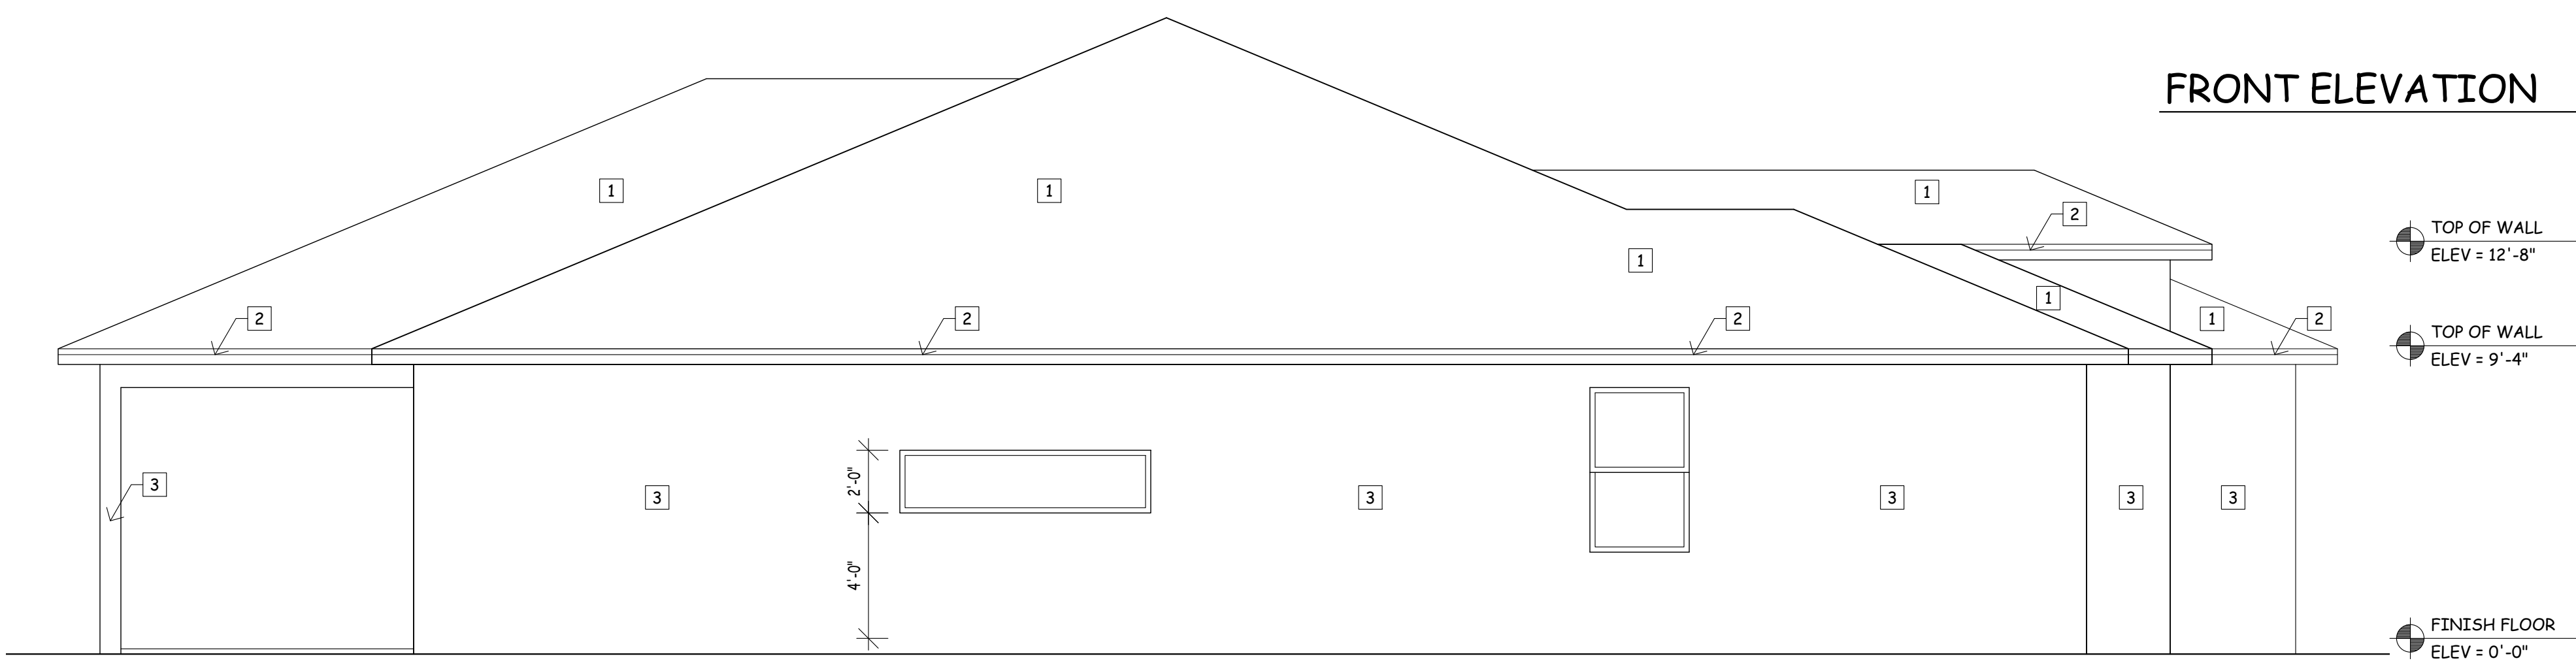 FRONT ELEVATION
1
1
1
2
TOP OF WALL
ELEV = 12'-8"
1
1
2
2
2
1
2
TOP OF WALL
ELEV = 9'-4"
2'-0"
3
3
3
3
3
3
4'-0"
FINISH FLOOR
ELEV = 0'-0"